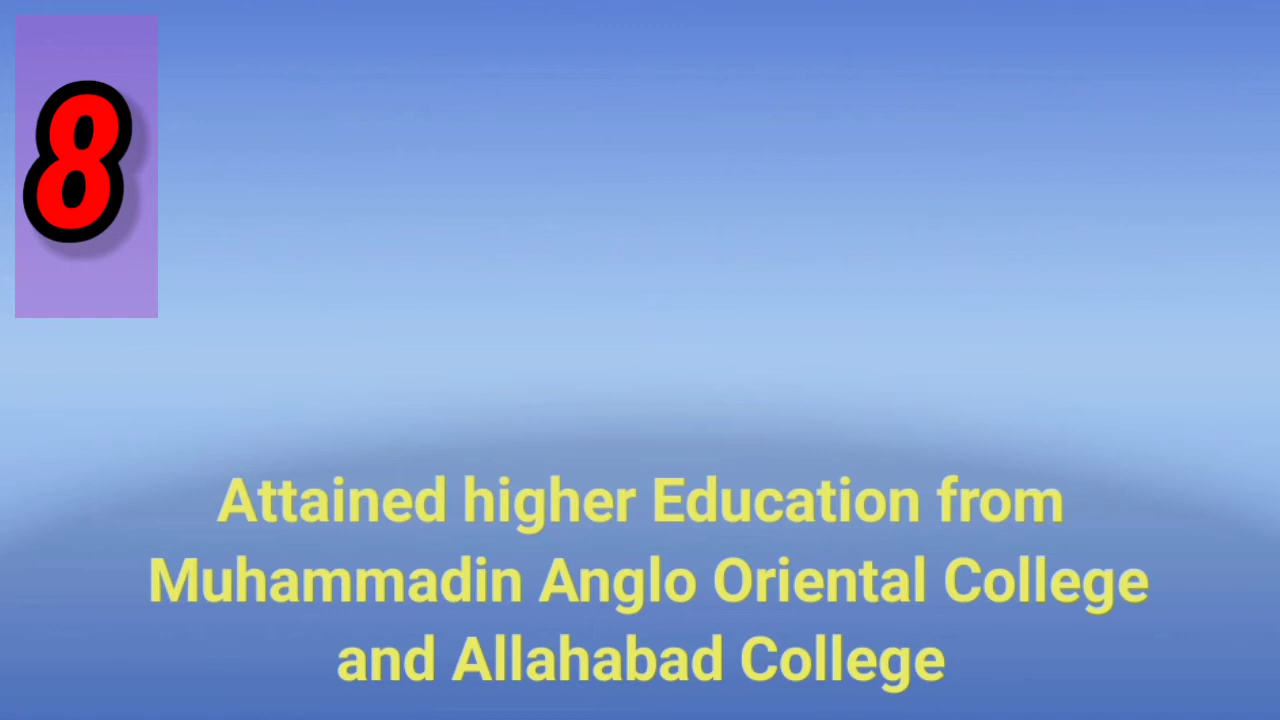 8
Attained higher Education from
Muhammadin Anglo Oriental College
and Allahabad College